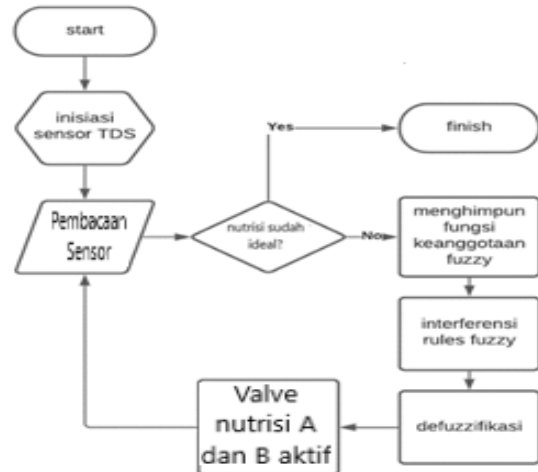 start
inisiasi
sensor TDS
Pembacaan
Sensor
nutrisi sudah
ideal?
Yes
finish
No
menghimpun
fungsi
keanggotaan
fuzzy
interferensi
rules fuzzy
defuzzifikasi
Valve
nutrisi A
dan B aktif